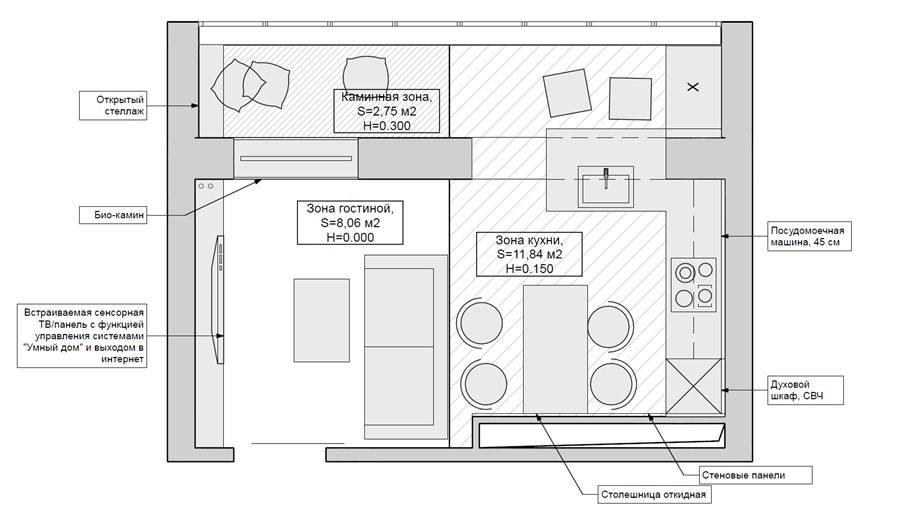 Открытый
стеллаж
Каминная зона,
S=2,75 м2
H=0.300
X
Био-камин
Зона гостиной,
S=8,06 м2
H=0.000
Зона кухни,
S=11,84 м2
H=0.150
Посудомоечная
машина, 45 см
Встраиваемая сенсорная
ТВ/панель с функцией
управления системами
"Умный дом" и выходом в
интернет
Духовой
шкаф, СВЧ
Стеновые панели
Столешница откидная